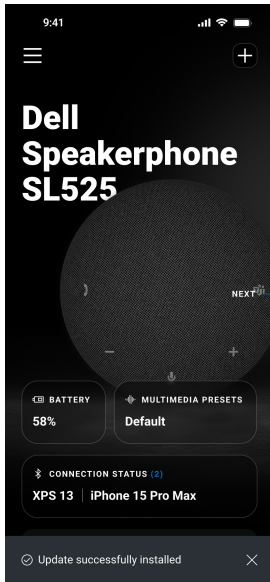 9:41
Dell
Speakerphone
SL525
NEXT
BATTERY
58%
MULTIMEDIA PRESETS
Default
CONNECTION STATUS (2)
XPS 13 | iPhone 15 Pro Max
Update successfully installed